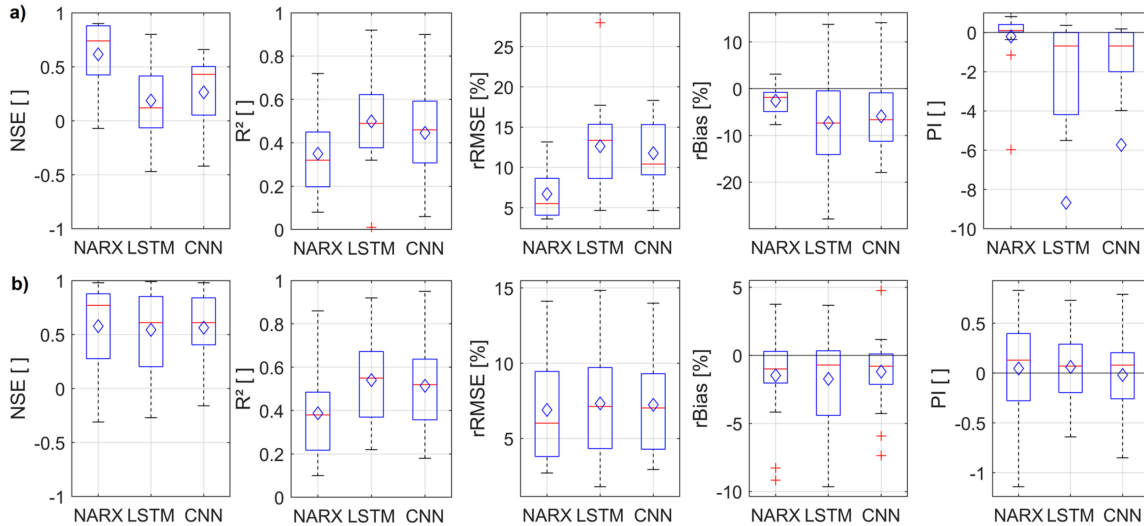 a)
NSE [ ]
1
0.5
0
-0.5
-1
NARX LSTM CNN
R² [ ]
1
0.8
0.6
0.4
0.2
0
NARX LSTM CNN
rRMSE [%]
25
20
15
10
5
NARX LSTM CNN
rBias [%]
10
0
-10
-20
NARX LSTM CNN
PI [ ]
0
-2
-4
-6
-8
-10
NARX LSTM CNN
b)
NSE [ ]
1
0.5
0
0.5
1
NARX LSTM CNN
R² [ ]
1
0.8
0.6
0.4
0.2
0
NARX LSTM CNN
rRMSE [%]
15
10
5
NARX LSTM CNN
rBias [%]
5
0
-5
-10
NARX LSTM CNN
PI [ ]
0.5
0
-0.5
-1
NARX LSTM CNN